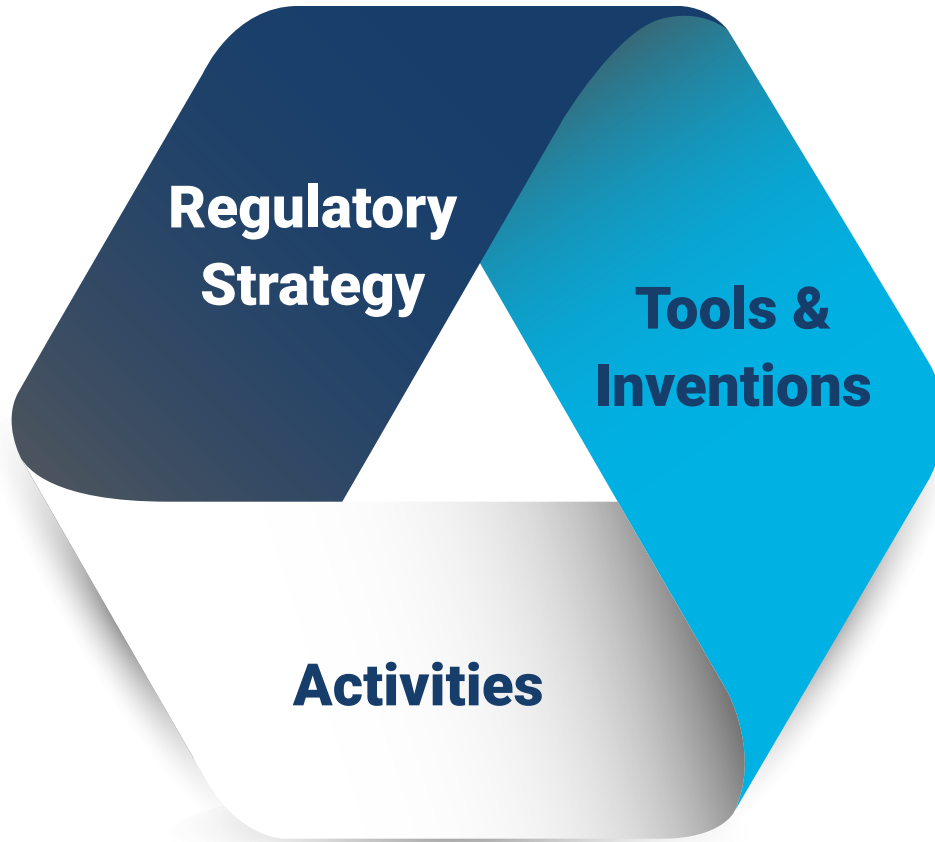 Regulatory
Strategy
Tools &
Inventions
Activities